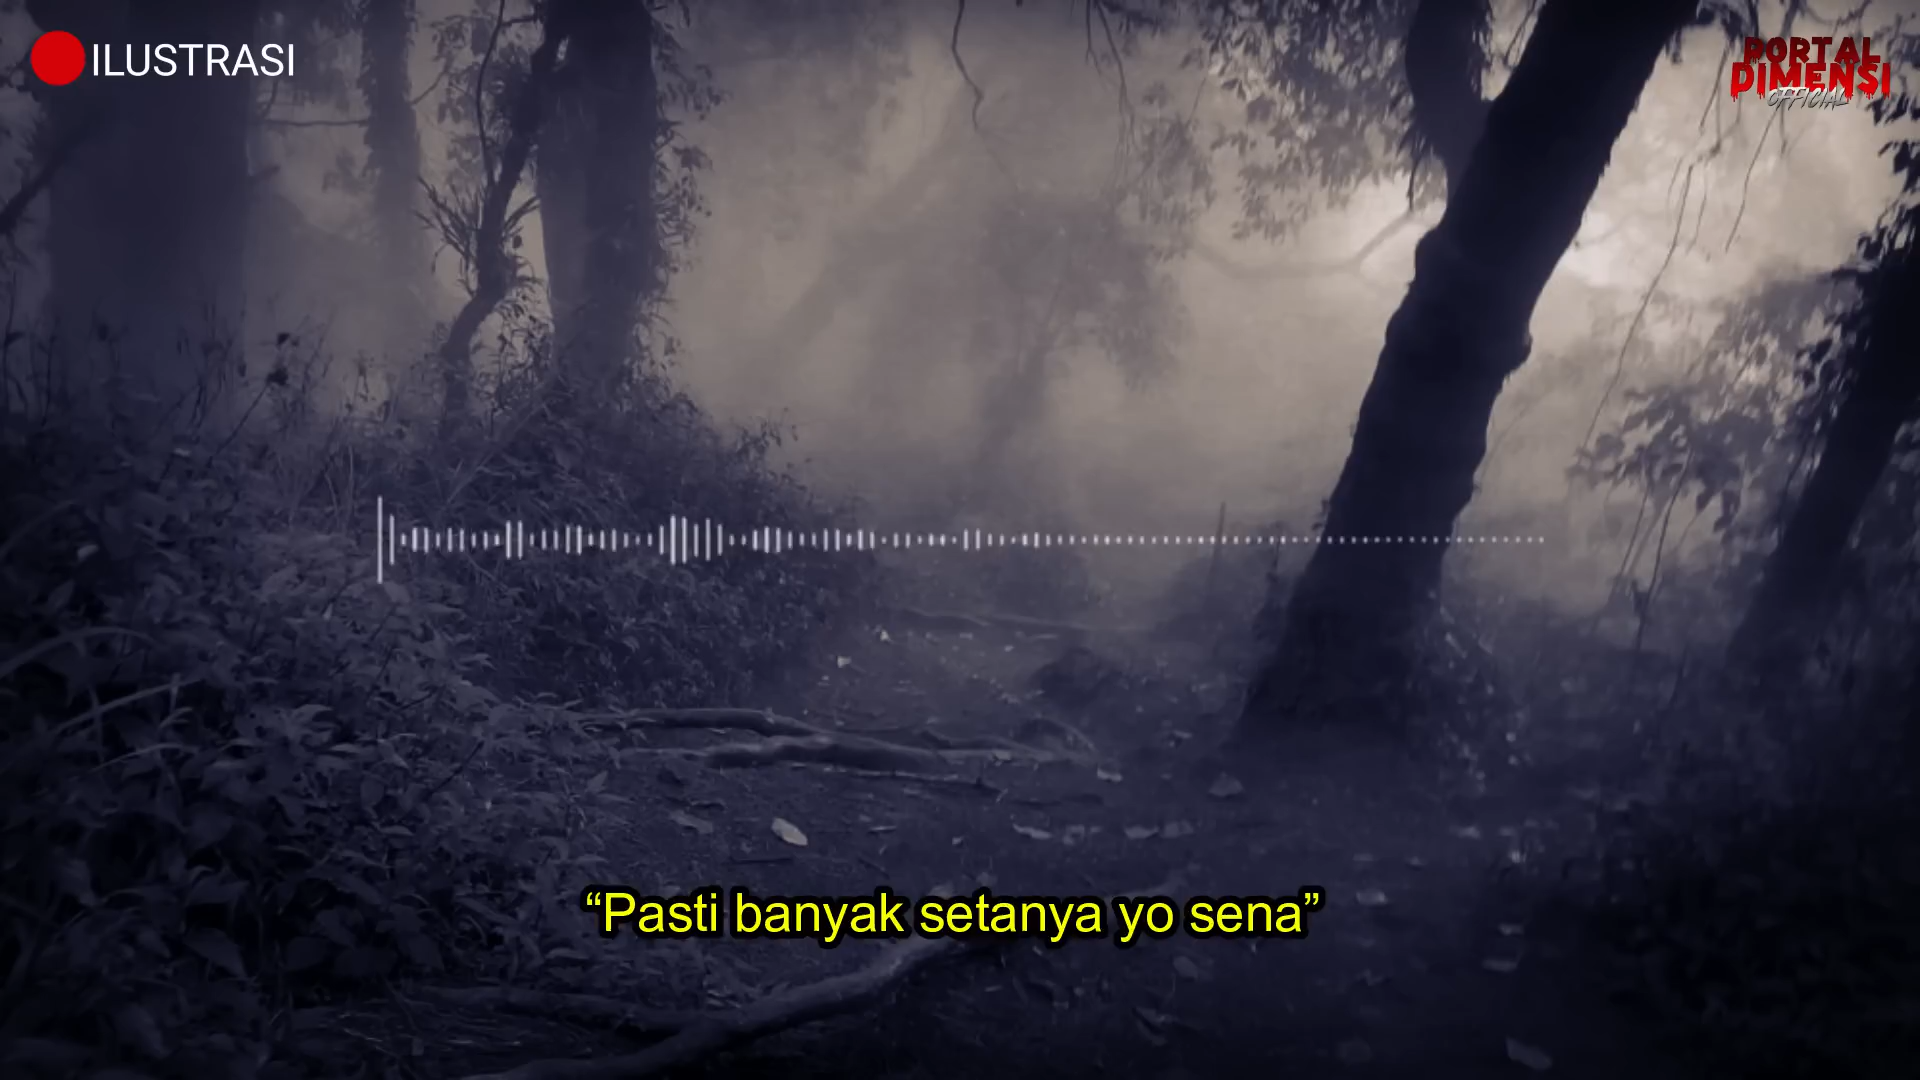 ILUSTRASI
PORTAL
DIMENSI
OFFICIAL
“Pasti banyak setanya yo sena”